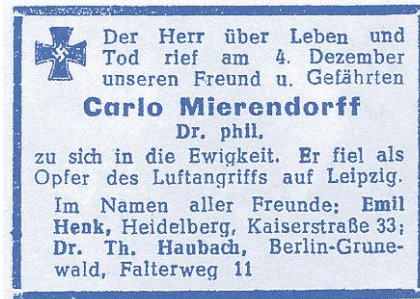 Der Herr über Leben und
Tod rief am 4. Dezember
unseren Freund u. Gefährten
Carlo Mierendorff
Dr. phil.
zu sich in die Ewigkeit. Er fiel als
Opfer des Luftangriffs auf Leipzig.
Im Namen aller Freunde: Emil
Henk, Heidelberg, Kaiserstraße 33;
Dr. Th. Haubach, Berlin-Grune-
wald, Falterweg 11